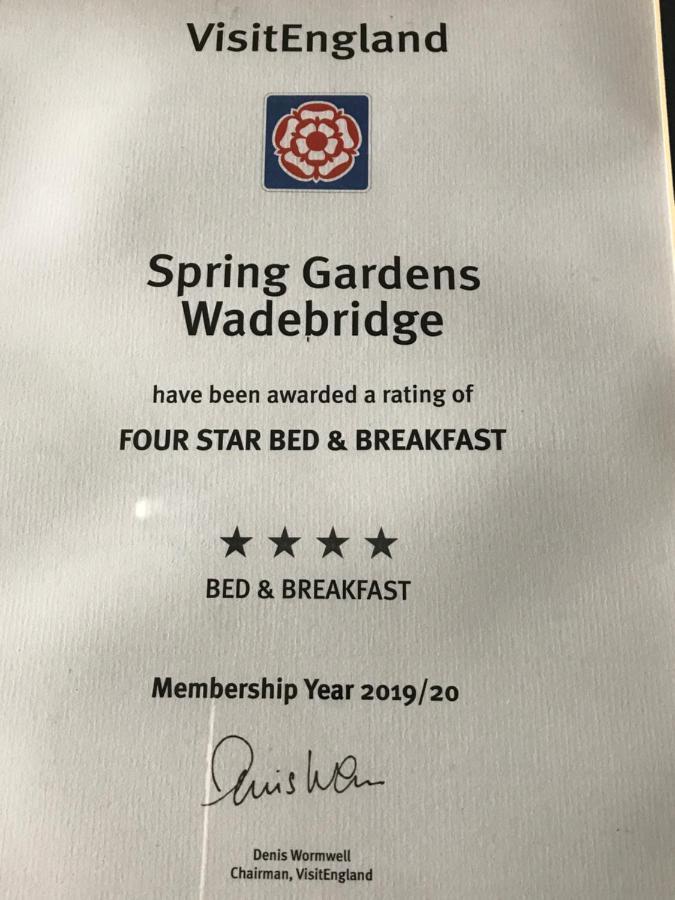 VisitEngland
Spring Gardens
Wadebridge
have been awarded a rating of
FOUR STAR BED & BREAKFAST
★ ★ ★ ★
BED & BREAKFAST
Membership Year 2019/20
Denis Wormwell
Chairman, VisitEngland